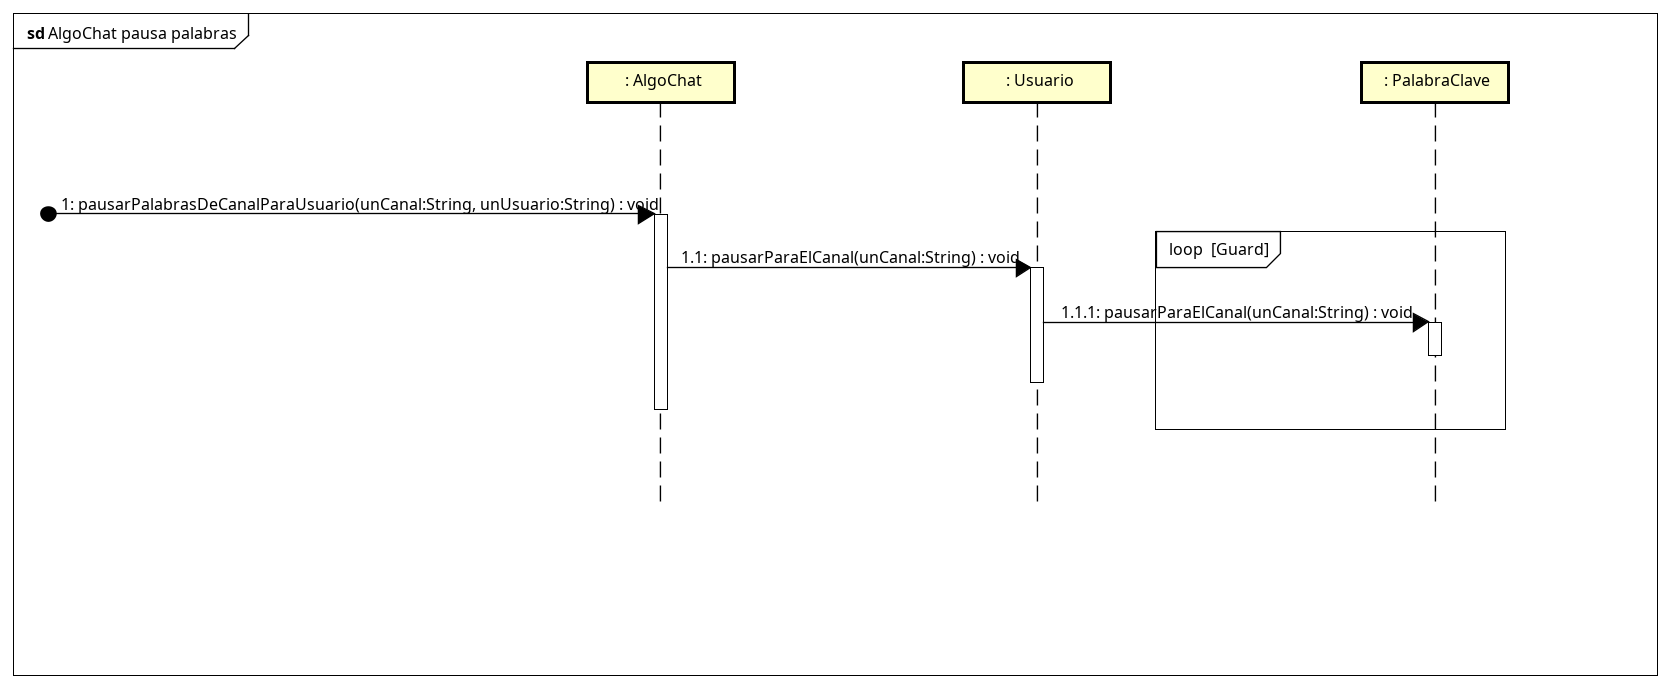 sd AlgoChat pausa palabras
: AlgoChat
: Usuario
: PalabraClave
1: pausarPalabrasDeCanalParaUsuario(unCanal:String, unUsuario:String) : void
loop [Guard]
1.1: pausarParaElCanal(unCanal:String) : void
1.1.1: pausarParaElCanal(unCanal:String) : void